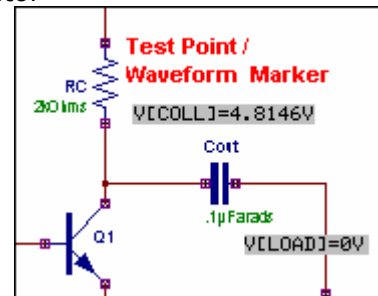 Test Point /
Waveform Marker
RC
2kOhms
V[COLL]=4.8146V
Cout
.1µFarads
Q1
V[LOAD]=0V